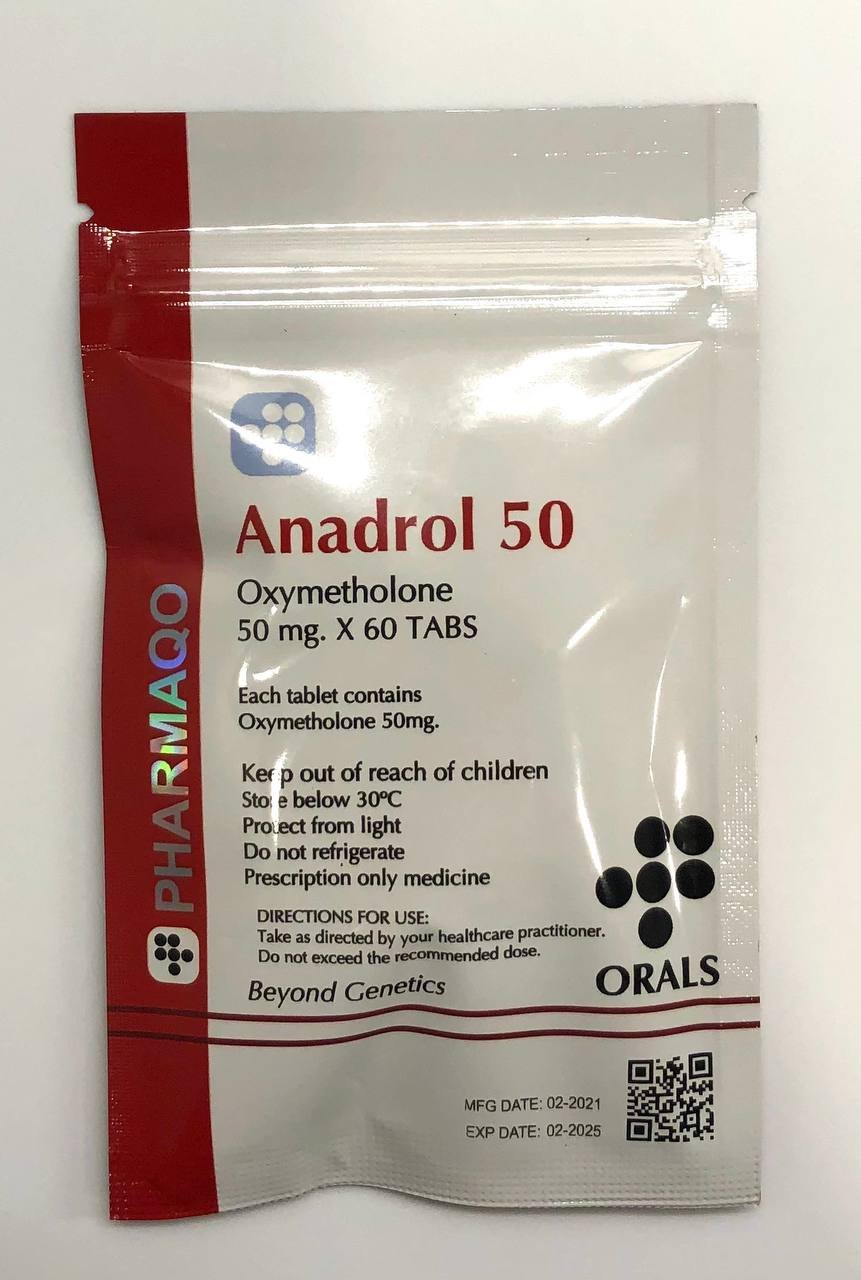 PHARMAQO
Anadrol 50
Oxymetholone
50 mg. X 60 TABS
Each tablet contains
Oxymetholone 50mg.
Keep out of reach of children
Store below 30ºC
Protect from light
Do not refrigerate
Prescription only medicine
DIRECTIONS FOR USE:
Take as directed by your healthcare practitioner.
Do not exceed the recommended dose.
Beyond Genetics
ORALS
MFG DATE: 02-2021
EXP DATE: 02-2025